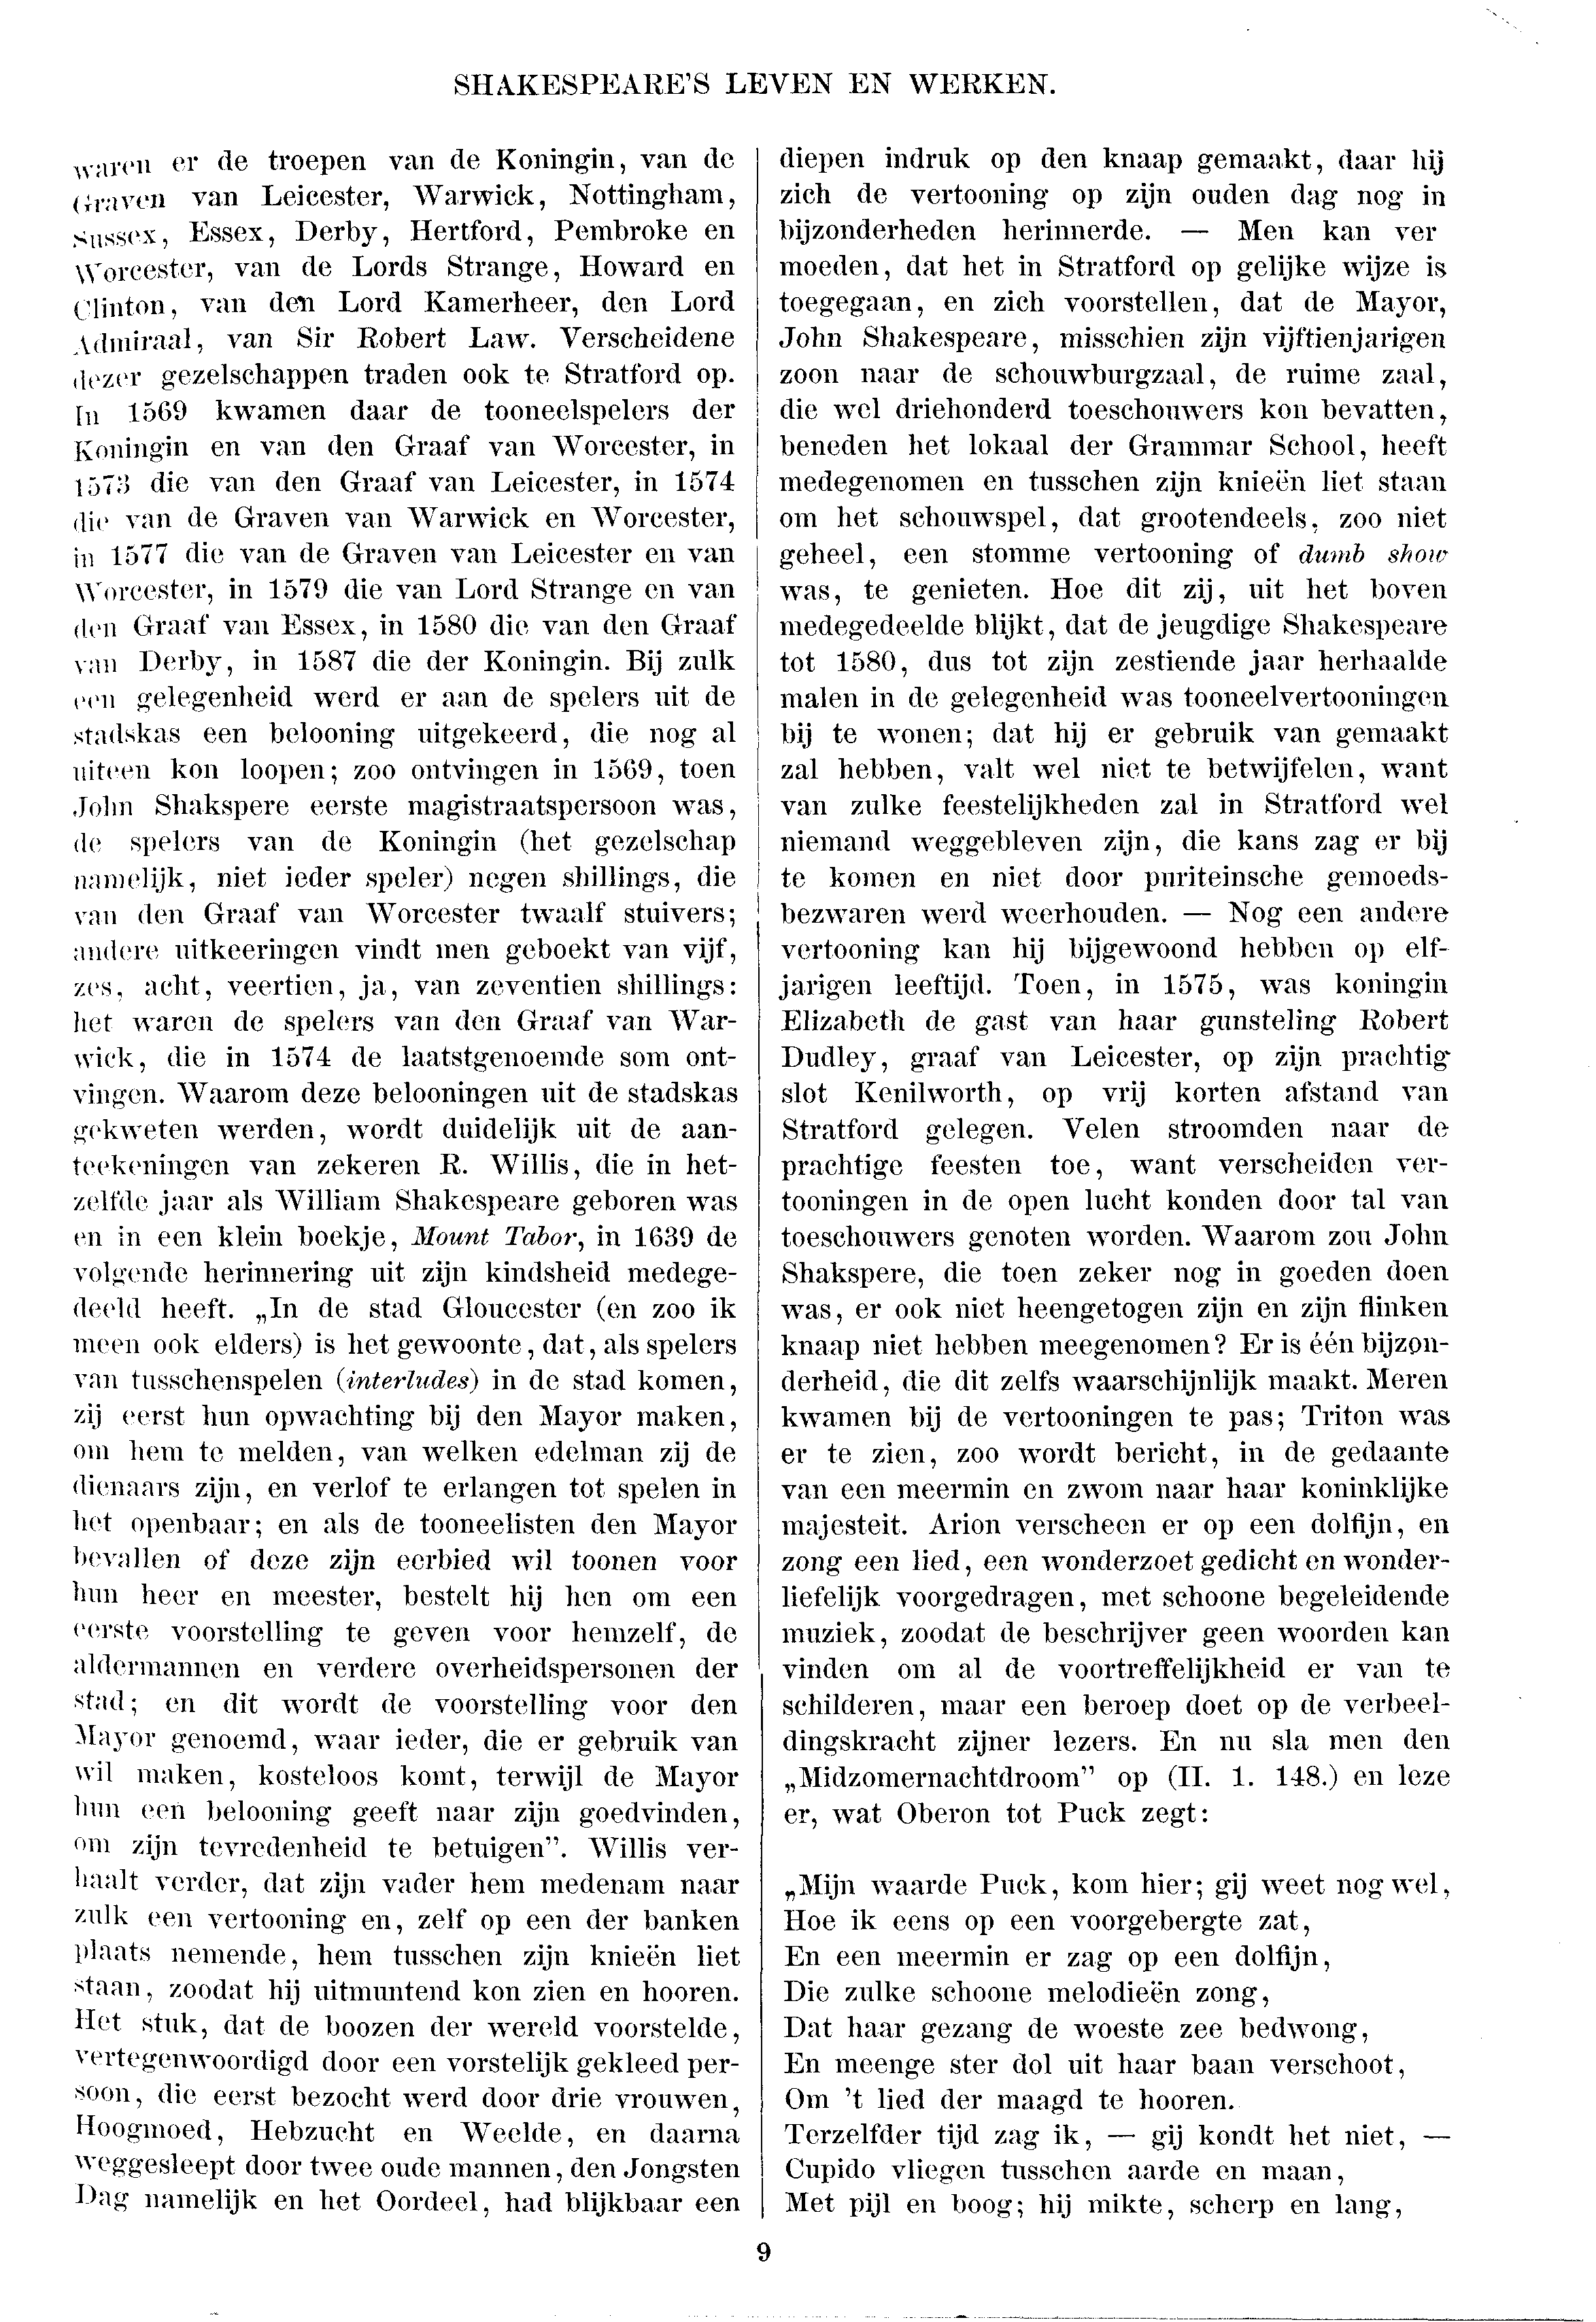 SHAKESPEARE'S LEVEN EN WERKEN.
waren er de troepen van de Koningin, van de
Graven van Leicester, Warwick, Nottingham,
Sussex, Essex, Derby, Hertford, Pembroke en
Worcester, van de Lords Strange, Howard en
Clinton, van den Lord Kamerheer, den Lord
Admiraal, van Sir Robert Law. Verscheidene
dezer gezelschappen traden ook te Stratford op.
In 1569 kwamen daar de tooneelspelers der
Koningin en van den Graaf van Worcester, in
1573 die van den Graaf van Leicester, in 1574
die van de Graven van Warwick en Worcester,
in 1577 die van de Graven van Leicester en van
Worcester, in 1579 die van Lord Strange en van
den Graaf van Essex, in 1580 die van den Graaf
van Derby, in 1587 die der Koningin. Bij zulk
een gelegenheid werd er aan de spelers uit de
stadskas een belooning uitgekeerd, die nog al
uiteen kon loopen; zoo ontvingen in 1569, toen
John Shakspere eerste magistraatspersoon was,
de spelers van de Koningin (het gezelschap
namelijk, niet ieder speler) negen shillings, die
van den Graaf van Worcester twaalf stuivers;
andere uitkeeringen vindt men geboekt van vijf,
zes, acht, veertien, ja, van zeventien shillings:
het waren de spelers van den Graaf van War-
wick, die in 1574 de laatstgenoemde som ont-
vingen. Waarom deze belooningen uit de stadskas
gekweten werden, wordt duidelijk uit de aan-
teekeningen van zekeren R. Willis, die in het-
zelfde jaar als William Shakespeare geboren was
en in een klein boekje, Mount Tabor, in 1639 de
volgende herinnering uit zijn kindsheid medege-
deeld heeft. „In de stad Gloucester (en zoo ik
meen ook elders) is het gewoonte, dat, als spelers
van tusschenspelen (interludes) in de stad komen,
zij eerst hun opwachting bij den Mayor maken,
om hem te melden, van welken edelman zij de
dienaars zijn, en verlof te erlangen tot spelen in
het openbaar; en als de tooneelisten den Mayor
bevallen of deze zijn eerbied wil toonen voor
hun heer en meester, bestelt hij hen om een
eerste voorstelling te geven voor hemzelf, de
aldermannen en verdere overheidspersonen der
stad; en dit wordt de voorstelling voor den
Mayor genoemd, waar ieder, die er gebruik van
wil maken, kosteloos komt, terwijl de Mayor
hun een belooning geeft naar zijn goedvinden,
om zijn tevredenheid te betuigen”. Willis ver-
haalt verder, dat zijn vader hem medenam naar
zulk een vertooning en, zelf op een der banken
plaats nemende, hem tusschen zijn knieën liet
staan, zoodat hij uitmuntend kon zien en hooren.
Het stuk, dat de boozen der wereld voorstelde,
vertegenwoordigd door een vorstelijk gekleed per-
soon, die eerst bezocht werd door drie vrouwen,
Hoogmoed, Hebzucht en Weelde, en daarna
weggesleept door twee oude mannen, den Jongsten
Dag namelijk en het Oordeel, had blijkbaar een
diepen indruk op den knaap gemaakt, daar hij
zich de vertooning op zijn ouden dag nog in
bijzonderheden herinnerde. — Men kan ver
moeden, dat het in Stratford op gelijke wijze is
toegegaan, en zich voorstellen, dat de Mayor,
John Shakespeare, misschien zijn vijftienjarigen
zoon naar de schouwburgzaal, de ruime zaal,
die wel driehonderd toeschouwers kon bevatten,
beneden het lokaal der Grammar School, heeft
medegenomen en tusschen zijn knieën liet staan
om het schouwspel, dat grootendeels, zoo niet
geheel, een stomme vertooning of dumb show
was, te genieten. Hoe dit zij, uit het boven
medegedeelde blijkt, dat de jeugdige Shakespeare
tot 1580, dus tot zijn zestiende jaar herhaalde
malen in de gelegenheid was tooneelvertooningen
bij te wonen; dat hij er gebruik van gemaakt
zal hebben, valt wel niet te betwijfelen, want
van zulke feestelijkheden zal in Stratford wel
niemand weggebleven zijn, die kans zag er bij
te komen en niet door puriteinsche gemoeds-
bezwaren werd weerhouden. — Nog een andere
vertooning kan hij bijgewoond hebben op elf-
jarigen leeftijd. Toen, in 1575, was koningin
Elizabeth de gast van haar gunsteling Robert
Dudley, graaf van Leicester, op zijn prachtig
slot Kenilworth, op vrij korten afstand van
Stratford gelegen. Velen stroomden naar de
prachtige feesten toe, want verscheiden ver-
tooningen in de open lucht konden door tal van
toeschouwers genoten worden. Waarom zou John
Shakspere, die toen zeker nog in goeden doen
was, er ook niet heengetogen zijn en zijn flinken
knaap niet hebben meegenomen? Er is één bijzon-
derheid, die dit zelfs waarschijnlijk maakt. Meren
kwamen bij de vertooningen te pas; Triton was
er te zien, zoo wordt bericht, in de gedaante
van een meermin en zwom naar haar koninklijke
majesteit. Arion verscheen er op een dolfijn, en
zong een lied, een wonderzoet gedicht en wonder-
liefelijk voorgedragen, met schoone begeleidende
muziek, zoodat de beschrijver geen woorden kan
vinden om al de voortreffelijkheid er van te
schilderen, maar een beroep doet op de verbeel-
dingskracht zijner lezers. En nu sla men den
„Midzomernachtdroom” op (II. 1. 148.) en leze
er, wat Oberon tot Puck zegt:
„Mijn waarde Puck, kom hier; gij weet nog wel,
Hoe ik eens op een voorgebergte zat,
En een meermin er zag op een dolfijn,
Die zulke schoone melodieën zong,
Dat haar gezang de woeste zee bedwong,
En meenge ster dol uit haar baan verschoot,
Om 't lied der maagd te hooren.
Terzelfder tijd zag ik, — gij kondt het niet, —
Cupido vliegen tusschen aarde en maan,
Met pijl en boog; hij mikte, scherp en lang,
9